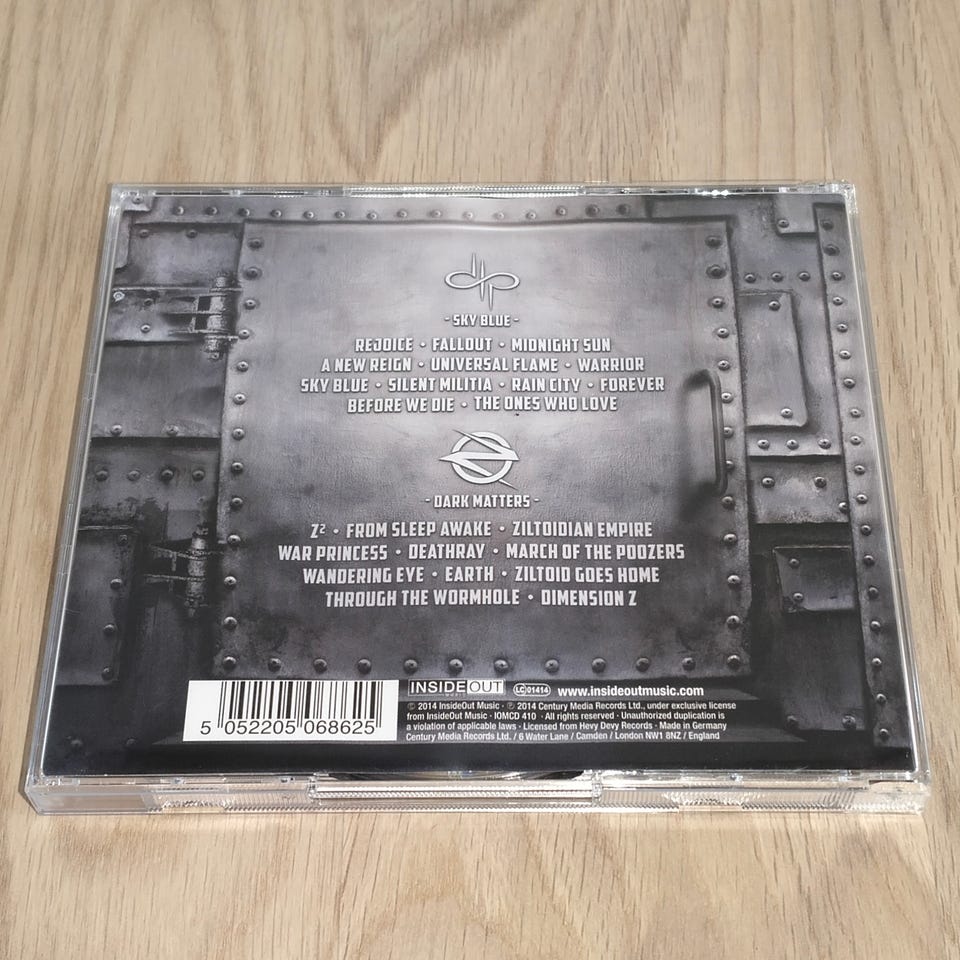 - SKY BLUE -
REJOICE • FALLOUT • MIDNIGHT SUN
A NEW REIGN • UNIVERSAL FLAME • WARRIOR
SKY BLUE • SILENT MILITIA • RAIN CITY • FOREVER
BEFORE WE DIE • THE ONES WHO LOVE
- DARK MATTERS -
Z² • FROM SLEEP AWAKE • ZILTOIDIAN EMPIRE
WAR PRINCESS • DEATHRAY • MARCH OF THE POOZERS
WANDERING EYE • EARTH • ZILTOID GOES HOME
THROUGH THE WORMHOLE • DIMENSION Z
5 052205 068625
INSIDE OUT MUSIC LC 01414 www.insideoutmusic.com
© 2014 InsideOut Music · ℗ 2014 Century Media Records Ltd., under exclusive license
from InsideOut Music · IOMCD 410 · All rights reserved · Unauthorized duplication is
a violation of applicable laws · Licensed from Hevy Devy Records · Made in Germany
Century Media Records Ltd. / 6 Water Lane / Camden / London NW1 8NZ / England